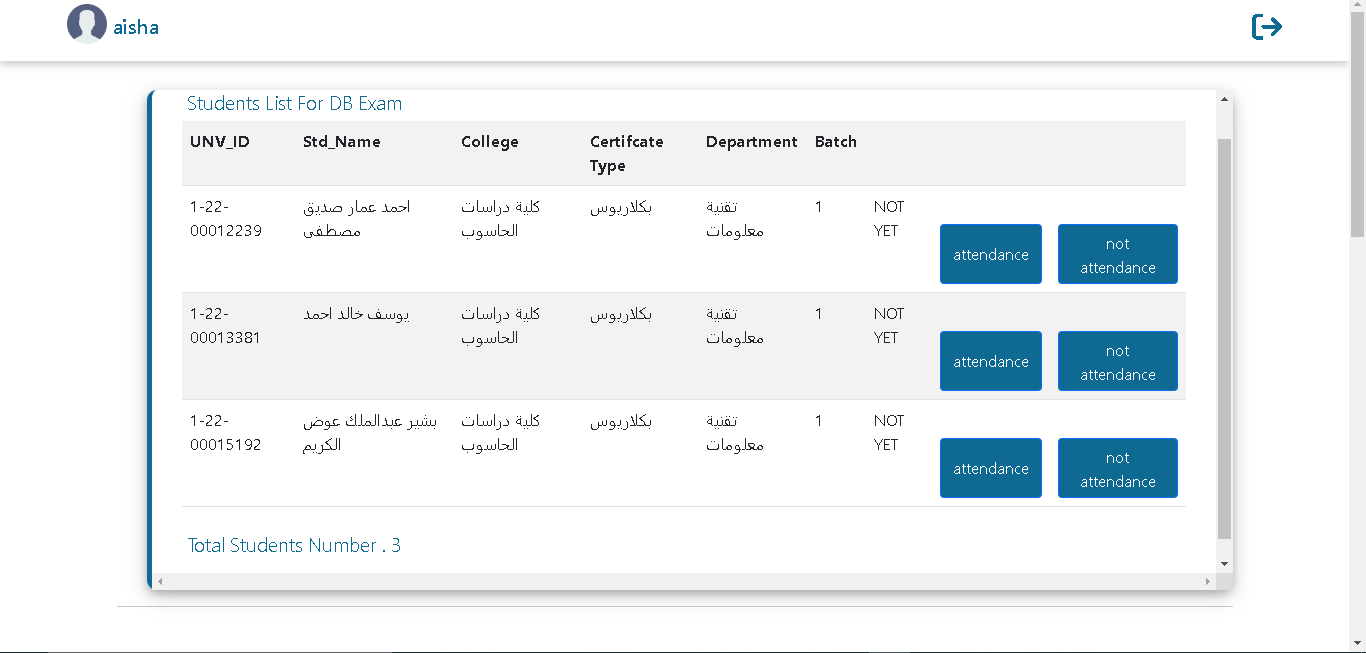 aisha
Students List For DB Exam
UNV_ID Std_Name College Certifcate Type Department Batch
1-22-00012239 احمد عمار صديق مصطفى كلية دراسات الحاسوب بكلاريوس تقنية معلومات 1 NOT YET attendance not attendance
1-22-00013381 يوسف خالد احمد كلية دراسات الحاسوب بكلاريوس تقنية معلومات 1 NOT YET attendance not attendance
1-22-00015192 بشير عبدالملك عوض الكريم كلية دراسات الحاسوب بكلاريوس تقنية معلومات 1 NOT YET attendance not attendance
Total Students Number . 3